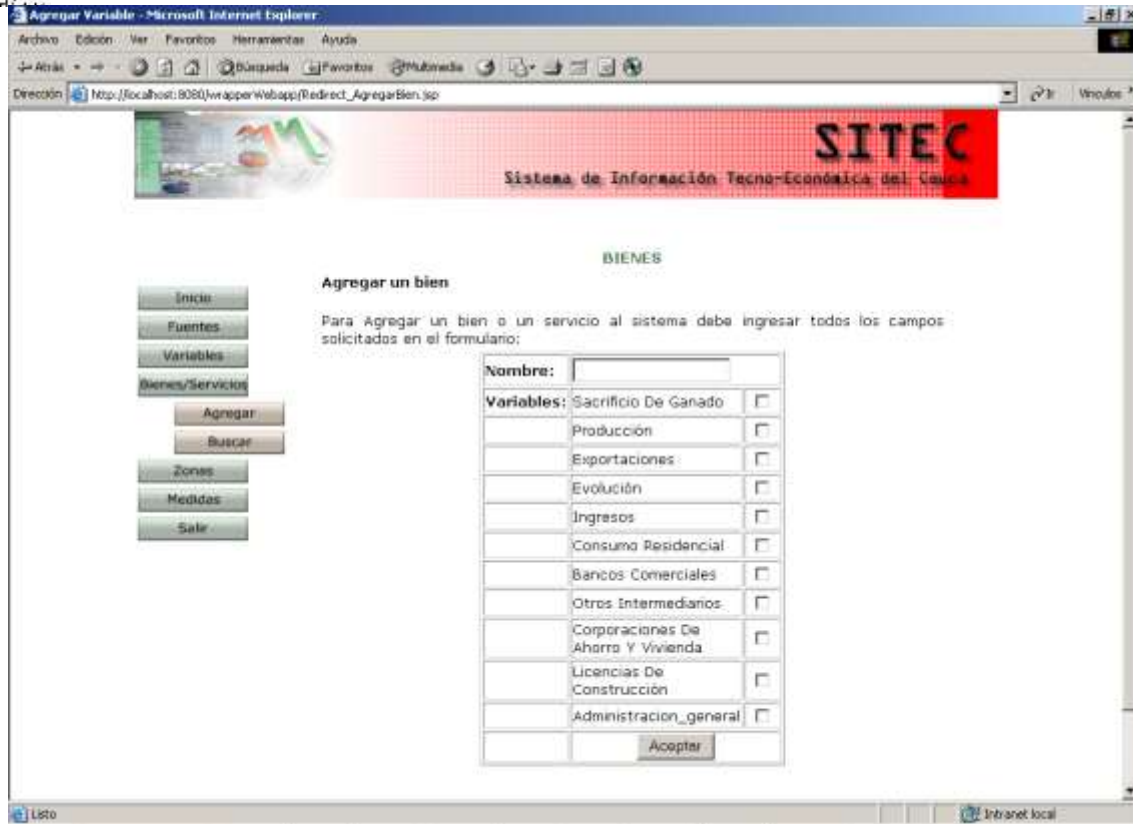 Agregar Variable - Microsoft Internet Explorer
Archivo Edición Ver Favoritos Herramientas Ayuda
Atrás Búsqueda Favoritos Multimedia
Dirección http://localhost:8080/wrapperWebapp/Redirect_AgregarBien.jsp Ir Vínculos
SITEC
Sistema de Información Tecno-Económica del Cauca
BIENES
Agregar un bien
Para Agregar un bien o un servicio al sistema debe ingresar todos los campos
solicitados en el formulario:
Inicio
Fuentes
Variables
Bienes/Servicios
Agregar
Buscar
Zonas
Medidas
Salir
Nombre:
Variables: Sacrificio De Ganado
Producción
Exportaciones
Evolución
Ingresos
Consumo Residencial
Bancos Comerciales
Otros Intermediarios
Corporaciones De
Ahorro Y Vivienda
Licencias De
Construcción
Administracion_general
Aceptar
Listo
Intranet local